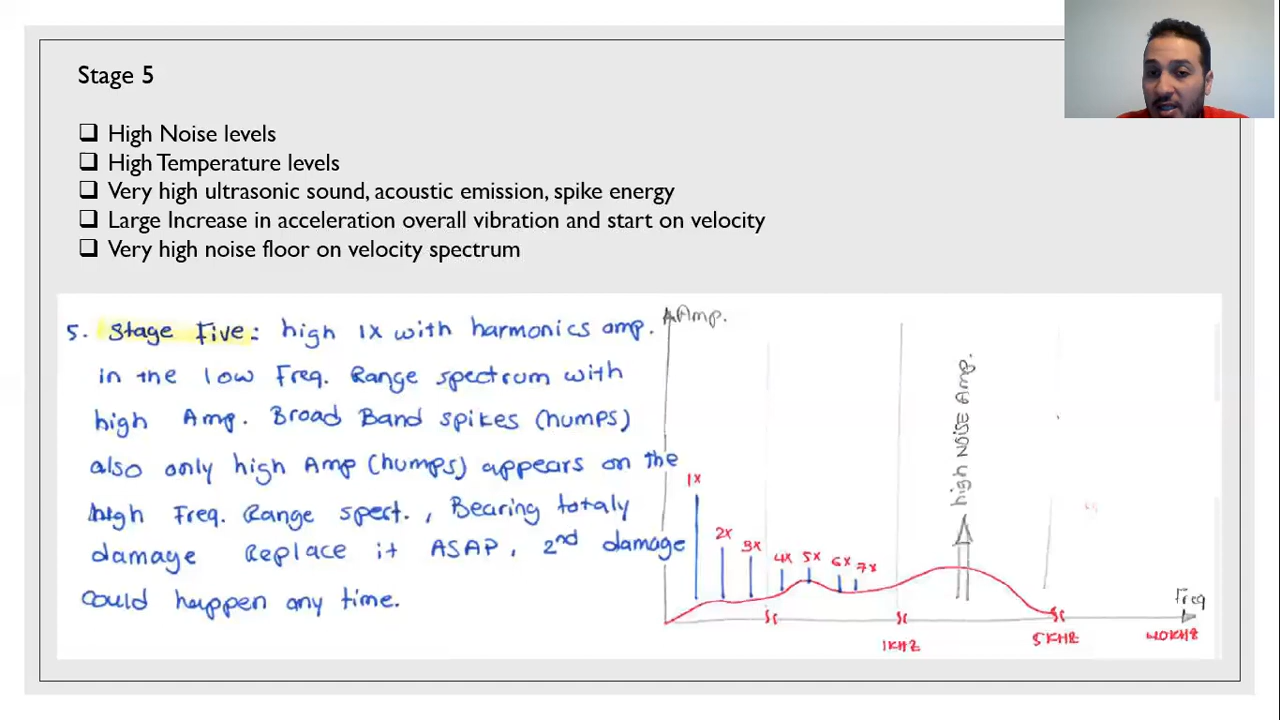 Stage 5
❑ High Noise levels
❑ High Temperature levels
❑ Very high ultrasonic sound, acoustic emission, spike energy
❑ Large Increase in acceleration overall vibration and start on velocity
❑ Very high noise floor on velocity spectrum
5. Stage Five: high 1X with harmonics amp.
in the low Freq. Range spectrum with
high Amp. Broad Band spikes (humps)
also only high Amp (humps) appears on the
high Freq. Range spect., Bearing totaly
damage Replace it ASAP, 2nd damage
could happen any time.
Amp.
high NOISE Amp.
1X
2X
3X
4X
5X
6X
7X
Freq
1KHZ
5KHZ
40KHZ